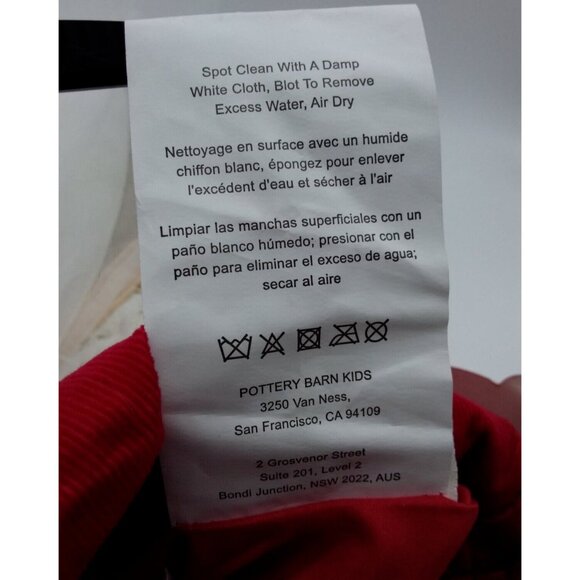 Spot Clean With A Damp
White Cloth, Blot To Remove
Excess Water, Air Dry
Nettoyage en surface avec un humide
chiffon blanc, épongez pour enlever
l'excédent d'eau et sécher à l'air
Limpiar las manchas superficiales con un
paño blanco húmedo; presionar con el
paño para eliminar el exceso de agua;
secar al aire
POTTERY BARN KIDS
3250 Van Ness,
San Francisco, CA 94109
2 Grosvenor Street
Suite 201, Level 2
Bondi Junction, NSW 2022, AUS